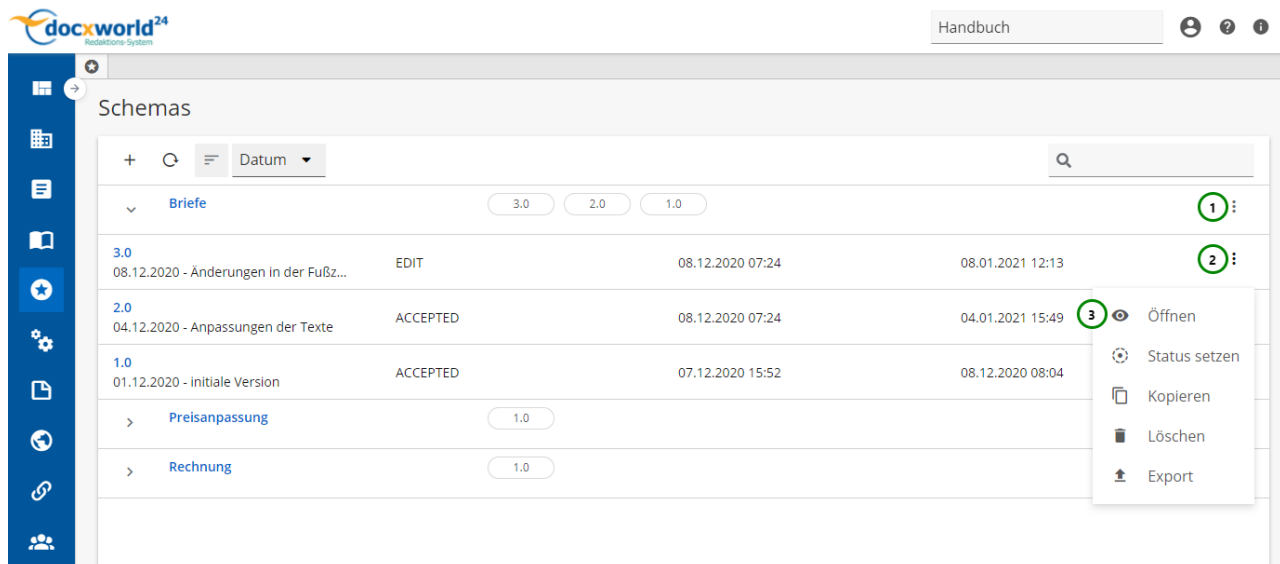 docxworld24
Redaktions-System
Handbuch
Schemas
Datum
Briefe 3.0 2.0 1.0 1
3.0
08.12.2020 - Änderungen in der Fußz... EDIT 08.12.2020 07:24 08.01.2021 12:13 2
2.0
04.12.2020 - Anpassungen der Texte ACCEPTED 08.12.2020 07:24 04.01.2021 15:49
1.0
01.12.2020 - initiale Version ACCEPTED 07.12.2020 15:52 08.12.2020 08:04
Preisanpassung 1.0
Rechnung 1.0
3 Öffnen
Status setzen
Kopieren
Löschen
Export